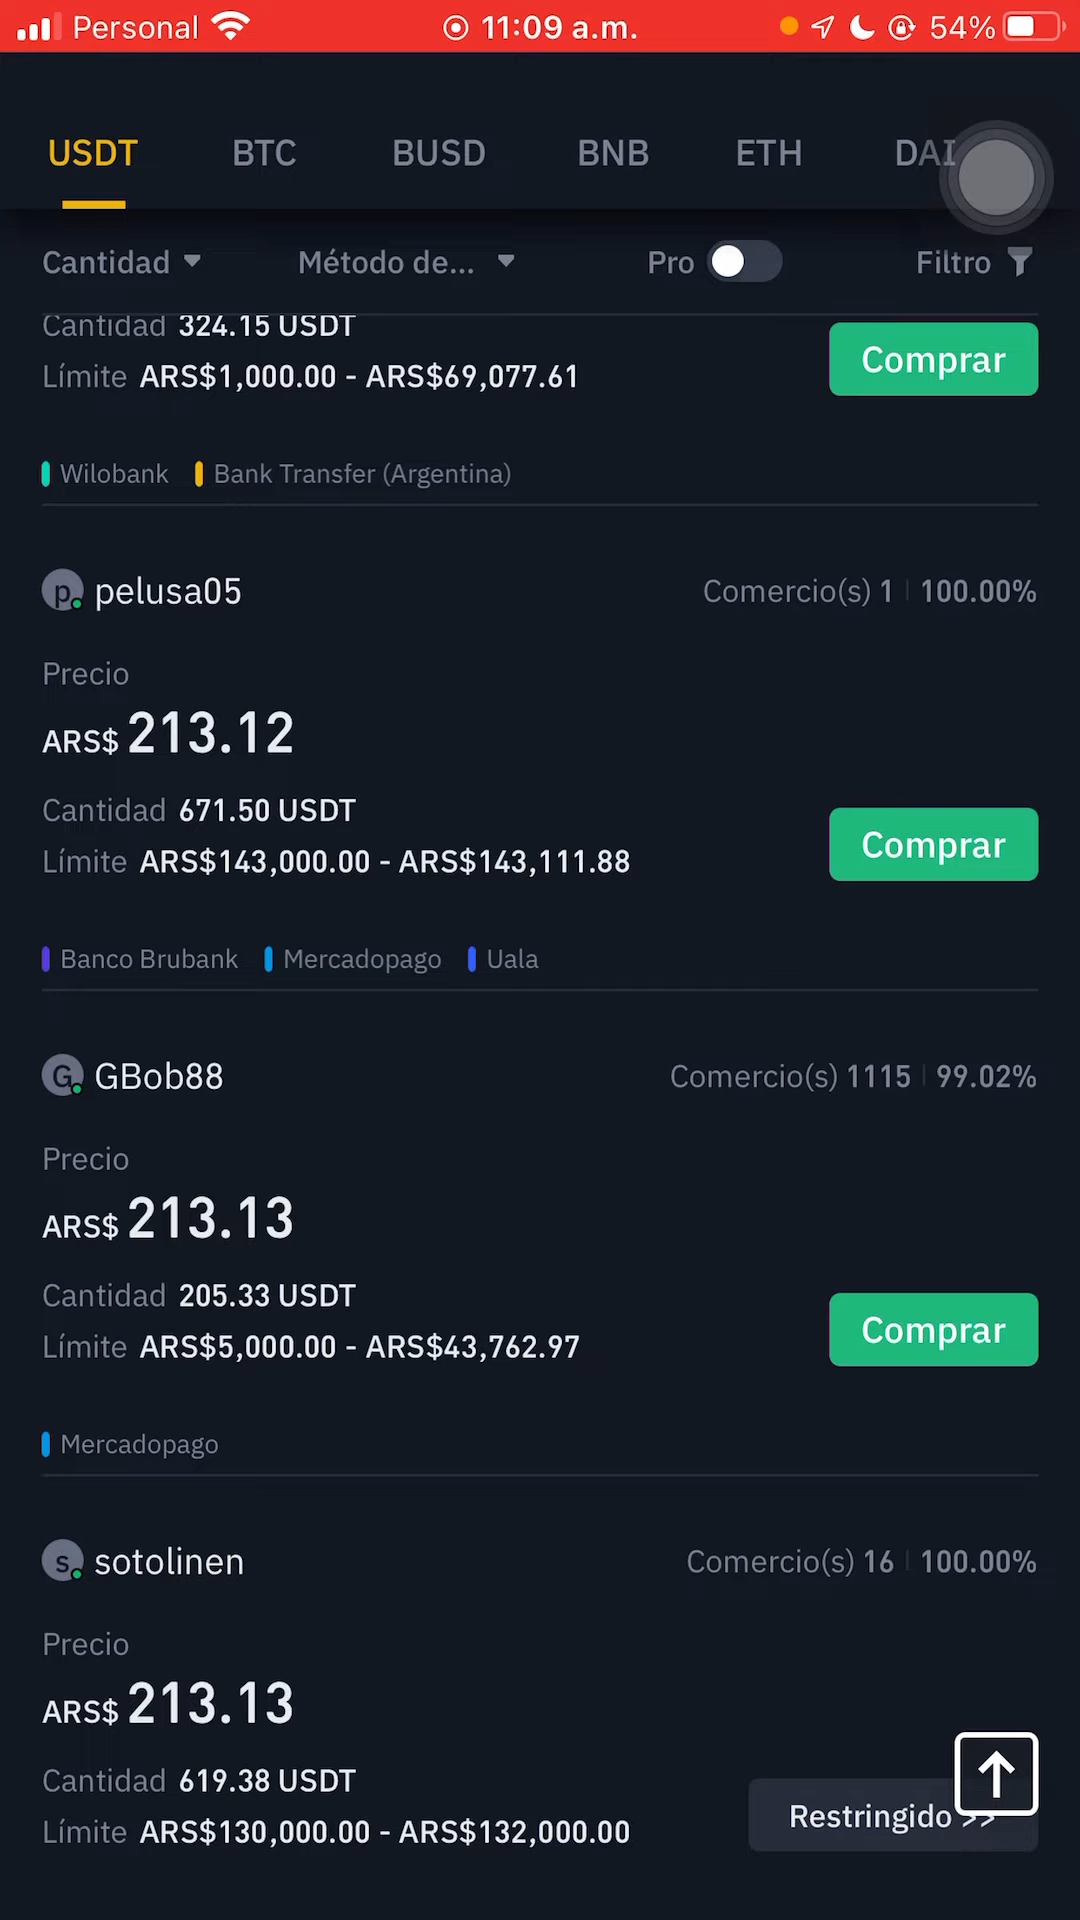 Personal 11:09 a.m. 54%
USDT BTC BUSD BNB ETH DAI
Cantidad Método de... Pro Filtro
Cantidad 324.15 USDT
Límite ARS$1,000.00 - ARS$69,077.61
Comprar
Wilobank Bank Transfer (Argentina)
p pelusa05 Comercio(s) 1 | 100.00%
Precio
ARS$ 213.12
Cantidad 671.50 USDT
Límite ARS$143,000.00 - ARS$143,111.88
Comprar
Banco Brubank Mercadopago Uala
G GBob88 Comercio(s) 1115 | 99.02%
Precio
ARS$ 213.13
Cantidad 205.33 USDT
Límite ARS$5,000.00 - ARS$43,762.97
Comprar
Mercadopago
s sotolinen Comercio(s) 16 | 100.00%
Precio
ARS$ 213.13
Cantidad 619.38 USDT
Límite ARS$130,000.00 - ARS$132,000.00
Restringido >>